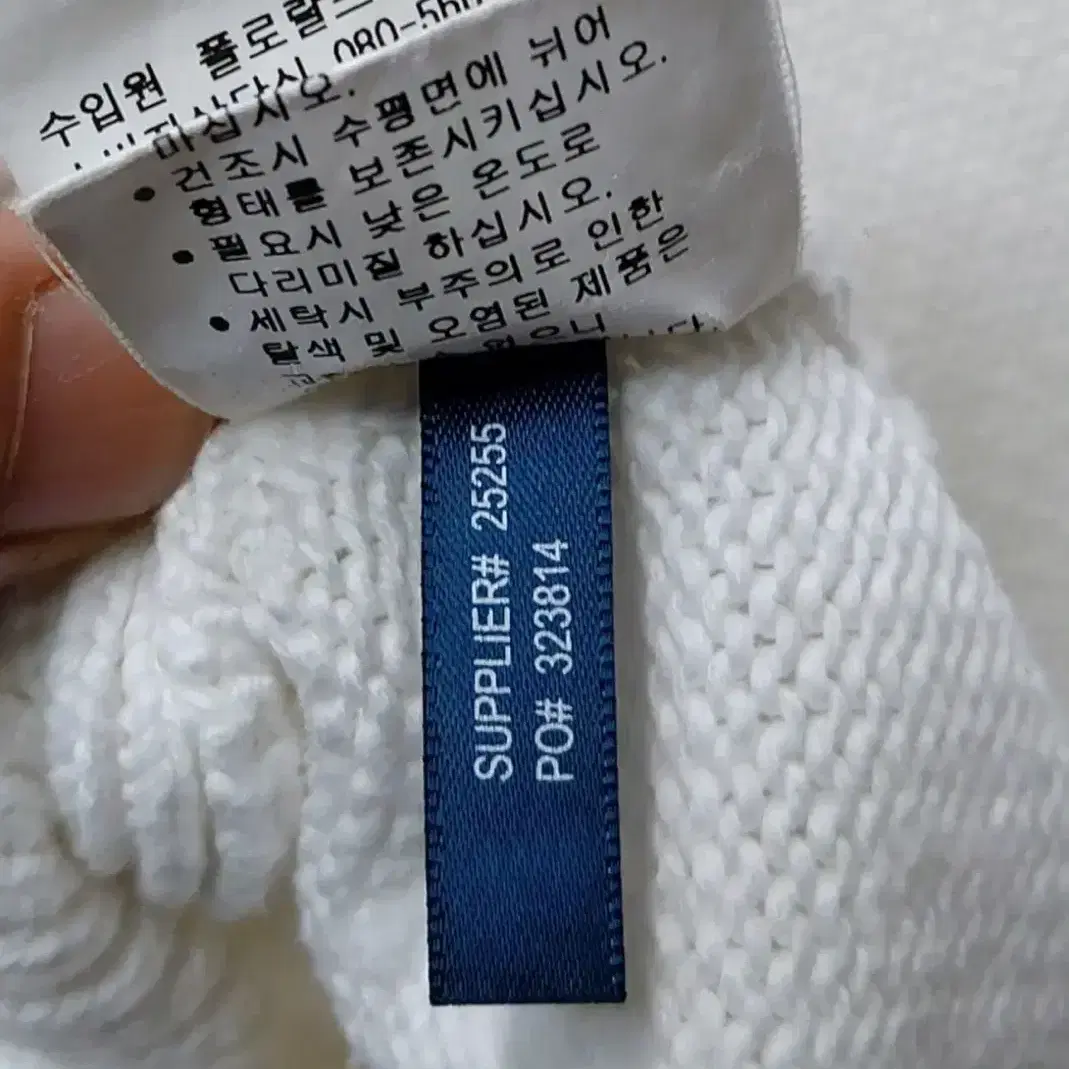 수입원 폴로랄
마십시오.
• 건조시 수평면에 뉘어
형태를 보존시키십시오.
• 필요시 낮은 온도로
다리미질 하십시오.
• 세탁시 부주의로 인한
탈색 및 오염된 제품은
SUPPLIER# 25255
PO# 323814